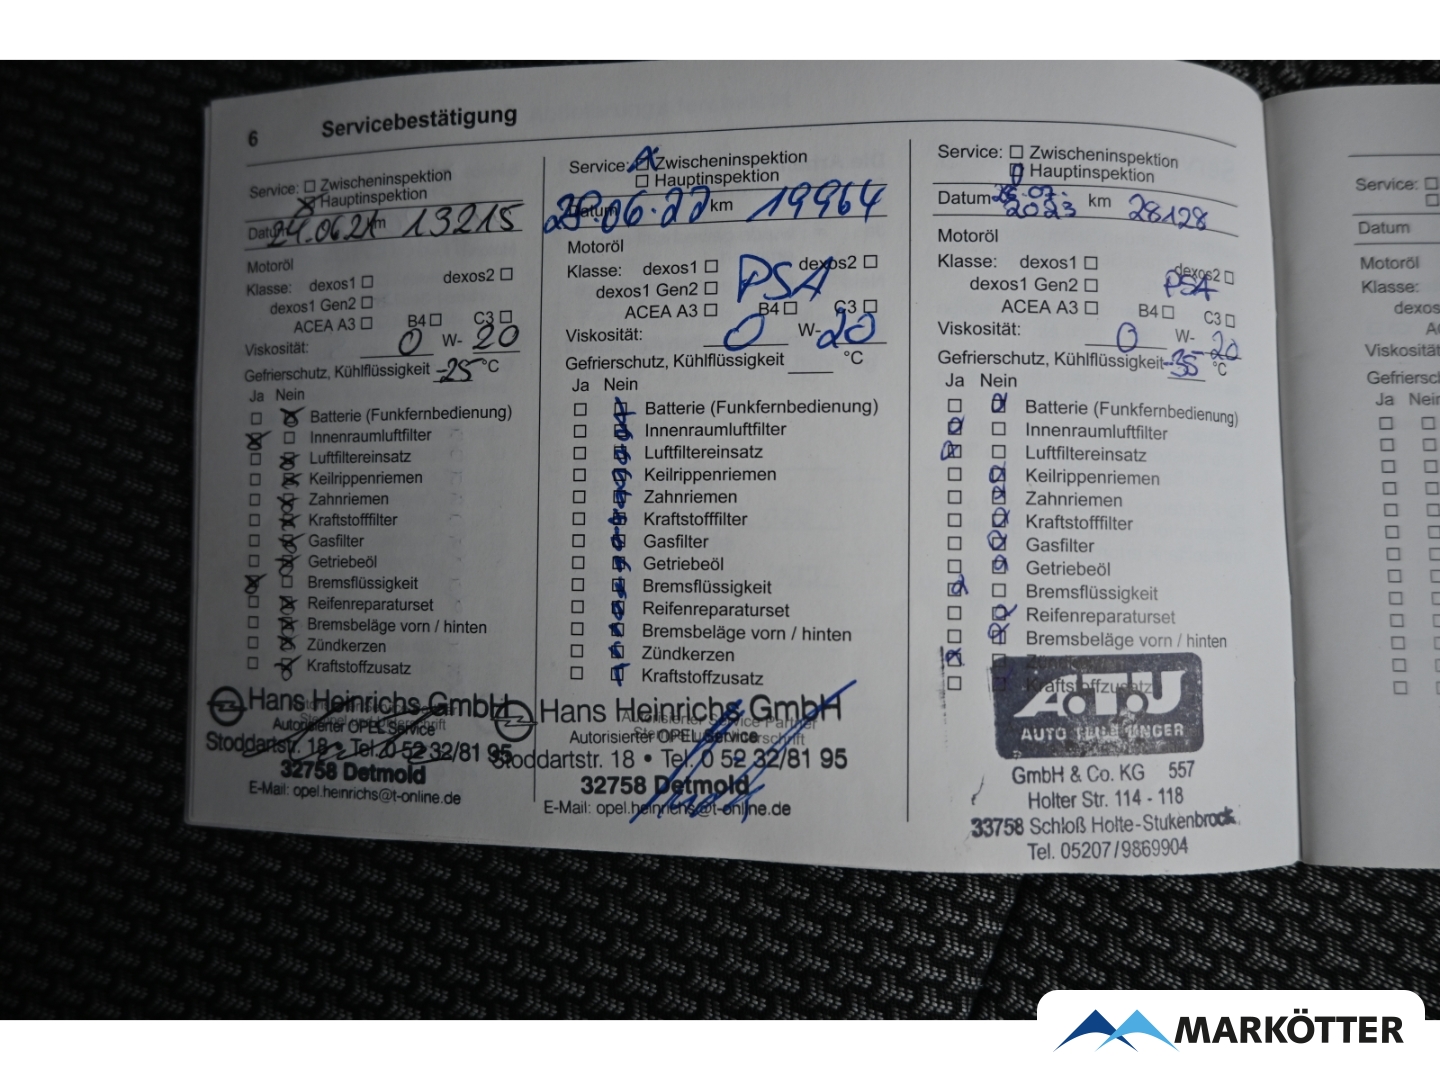 6 Servicebestätigung
Service: Zwischeninspektion
Hauptinspektion
Datum 24.06.21 km 13215
Motoröl
Klasse: dexos1 dexos2
dexos1 Gen2
ACEA A3 B4 C3
Viskosität: 0 W- 20
Gefrierschutz, Kühlflüssigkeit -25 °C
Ja Nein
Batterie (Funkfernbedienung)
Innenraumluftfilter
Luftfiltereinsatz
Keilrippenriemen
Zahnriemen
Kraftstofffilter
Gasfilter
Getriebeöl
Bremsflüssigkeit
Reifenreparaturset
Bremsbeläge vorn / hinten
Zündkerzen
Kraftstoffzusatz
Hans Heinrichs GmbH
Autorisierter OPEL Service
Stoddartstr. 18 • Tel. 0 52 32/81 95
32758 Detmold
E-Mail: opel.heinrichs@t-online.de
Service: Zwischeninspektion
Hauptinspektion
Datum 29.06.22 km 19964
Motoröl
Klasse: dexos1 dexos2
PSA
dexos1 Gen2
ACEA A3 B4 C3
Viskosität: 0 W- 20
Gefrierschutz, Kühlflüssigkeit °C
Ja Nein
Batterie (Funkfernbedienung)
Innenraumluftfilter
Luftfiltereinsatz
Keilrippenriemen
Zahnriemen
Kraftstofffilter
Gasfilter
Getriebeöl
Bremsflüssigkeit
Reifenreparaturset
Bremsbeläge vorn / hinten
Zündkerzen
Kraftstoffzusatz
Hans Heinrichs GmbH
Autorisierter OPEL Service
Stoddartstr. 18 • Tel. 0 52 32/81 95
32758 Detmold
E-Mail: opel.heinrichs@t-online.de
Service: Zwischeninspektion
Hauptinspektion
Datum 26.07. 2023 km 28128
Motoröl
Klasse: dexos1 dexos2
dexos1 Gen2 PSA
ACEA A3 B4 C3
Viskosität: 0 W- 20
Gefrierschutz, Kühlflüssigkeit -35 °C
Ja Nein
Batterie (Funkfernbedienung)
Innenraumluftfilter
Luftfiltereinsatz
Keilrippenriemen
Zahnriemen
Kraftstofffilter
Gasfilter
Getriebeöl
Bremsflüssigkeit
Reifenreparaturset
Bremsbeläge vorn / hinten
Zündkerzen
Kraftstoffzusatz
A.T.U
AUTO TEILE UNGER
GmbH & Co. KG 557
Holter Str. 114 - 118
33758 Schloß Holte-Stukenbrock
Tel. 05207/9869904
Service:
Datum
Motoröl
Klasse:
dexos
Viskosität
Gefriersc
Ja Nein
MARKÖTTER